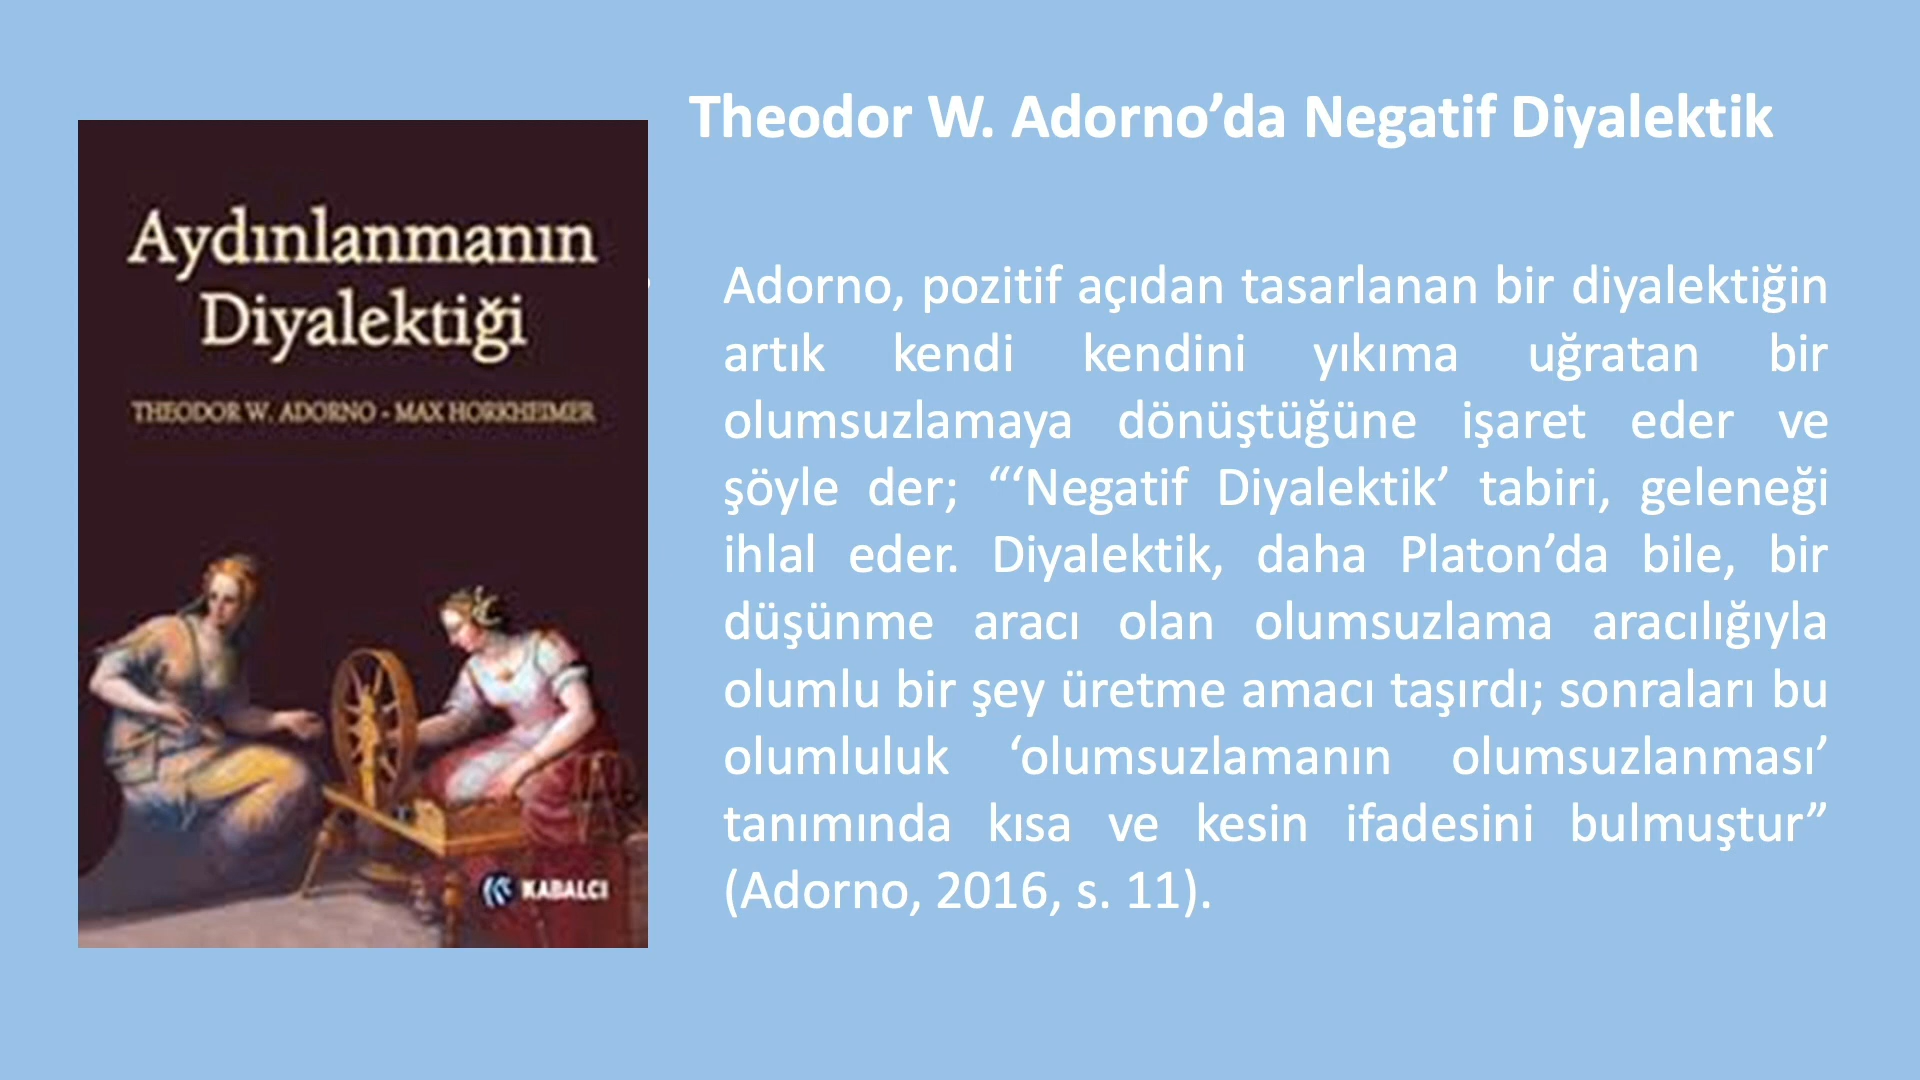 Theodor W. Adorno’da Negatif Diyalektik
Aydınlanmanın
Diyalektiği
THEODOR W. ADORNO - MAX HORKHEIMER
KABALCI
Adorno, pozitif açıdan tasarlanan bir diyalektiğin
artık kendi kendini yıkıma uğratan bir
olumsuzlamaya dönüştüğüne işaret eder ve
şöyle der; “‘Negatif Diyalektik’ tabiri, geleneği
ihlal eder. Diyalektik, daha Platon’da bile, bir
düşünme aracı olan olumsuzlama aracılığıyla
olumlu bir şey üretme amacı taşırdı; sonraları bu
olumluluk ‘olumsuzlamanın olumsuzlanması’
tanımında kısa ve kesin ifadesini bulmuştur”
(Adorno, 2016, s. 11).